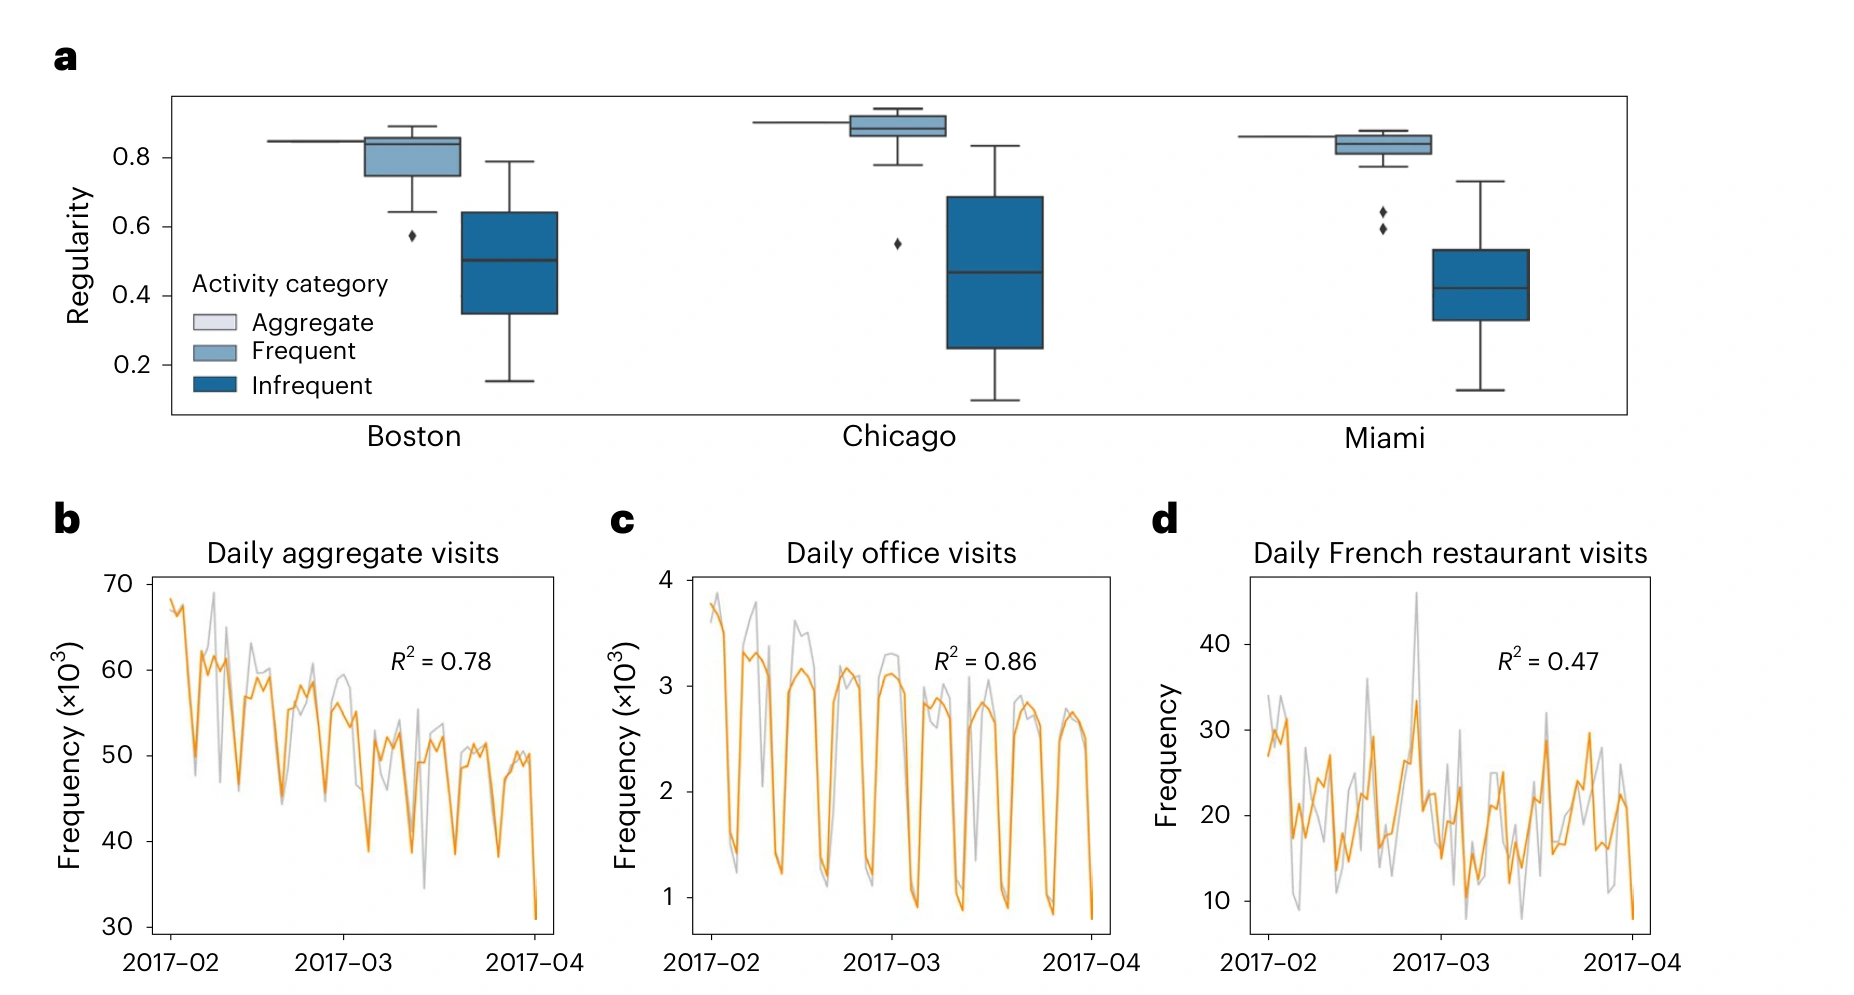 a
Regularity
0.8
0.6
0.4
0.2
Activity category
Aggregate
Frequent
Infrequent
Boston
Chicago
Miami
b
Daily aggregate visits
Frequency (×10³)
70
60
50
40
30
R² = 0.78
2017–02
2017–03
2017–04
c
Daily office visits
Frequency (×10³)
4
3
2
1
R² = 0.86
2017–02
2017–03
2017–04
d
Daily French restaurant visits
Frequency
40
30
20
10
R² = 0.47
2017–02
2017–03
2017–04